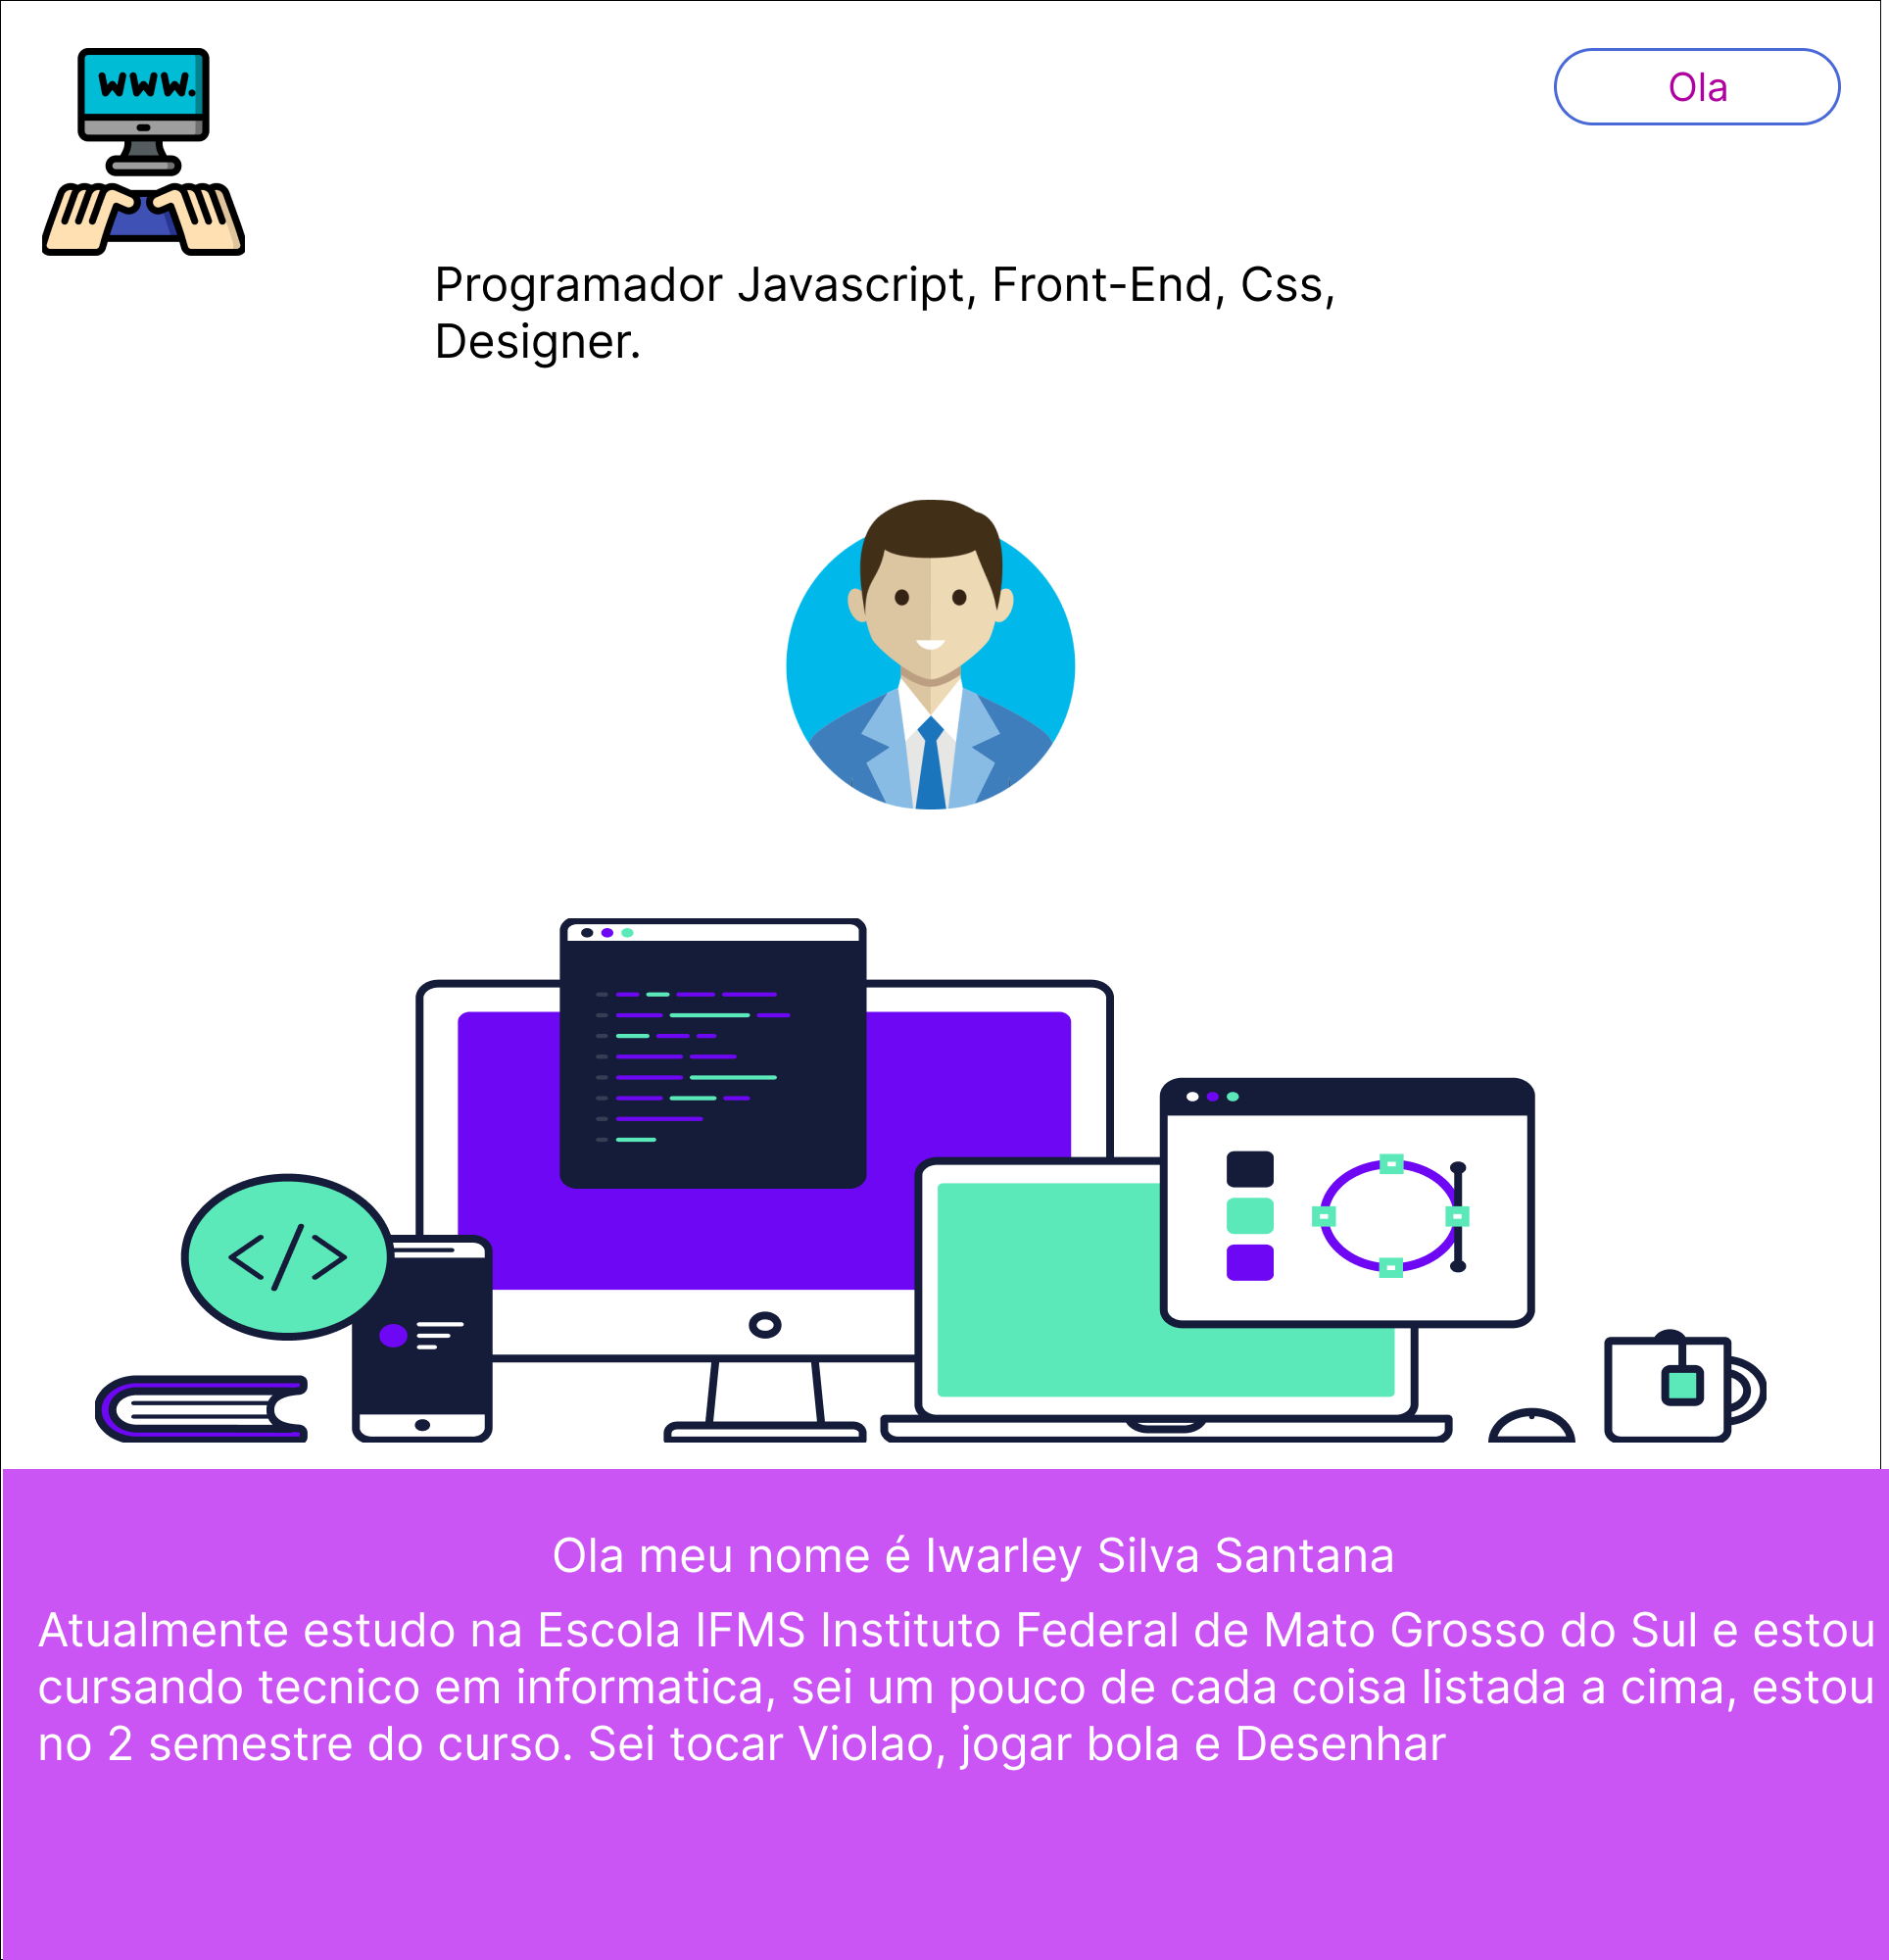 www.
Ola
Programador Javascript, Front-End, Css,
Designer.
</>
Ola meu nome é Iwarley Silva Santana
Atualmente estudo na Escola IFMS Instituto Federal de Mato Grosso do Sul e estou
cursando tecnico em informatica, sei um pouco de cada coisa listada a cima, estou
no 2 semestre do curso. Sei tocar Violao, jogar bola e Desenhar